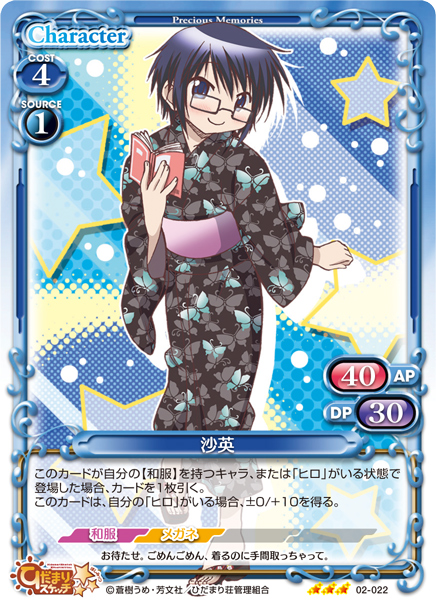 Precious Memories
Character
COST
4
SOURCE
1
40 AP
DP 30
沙英
このカードが自分の【和服】を持つキャラ、または「ヒロ」がいる状態で
登場した場合、カードを1枚引く。
このカードは、自分の「ヒロ」がいる場合、±0/+10を得る。
和服 メガネ
お待たせ。ごめんごめん、着るのに手間取っちゃって。
ひだまりスケッチ
©蒼樹うめ・芳文社/ひだまり荘管理組合
★★★ 02-022